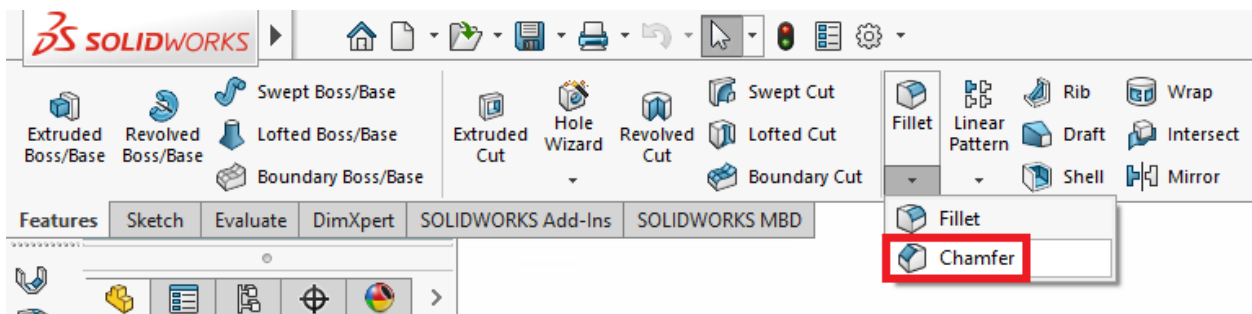 SOLIDWORKS
Swept Boss/Base
Swept Cut
Rib
Wrap
Extruded Boss/Base
Revolved Boss/Base
Lofted Boss/Base
Extruded Cut
Hole Wizard
Revolved Cut
Lofted Cut
Fillet
Linear Pattern
Draft
Intersect
Boundary Boss/Base
Boundary Cut
Shell
Mirror
Features
Sketch
Evaluate
DimXpert
SOLIDWORKS Add-Ins
SOLIDWORKS MBD
Fillet
Chamfer